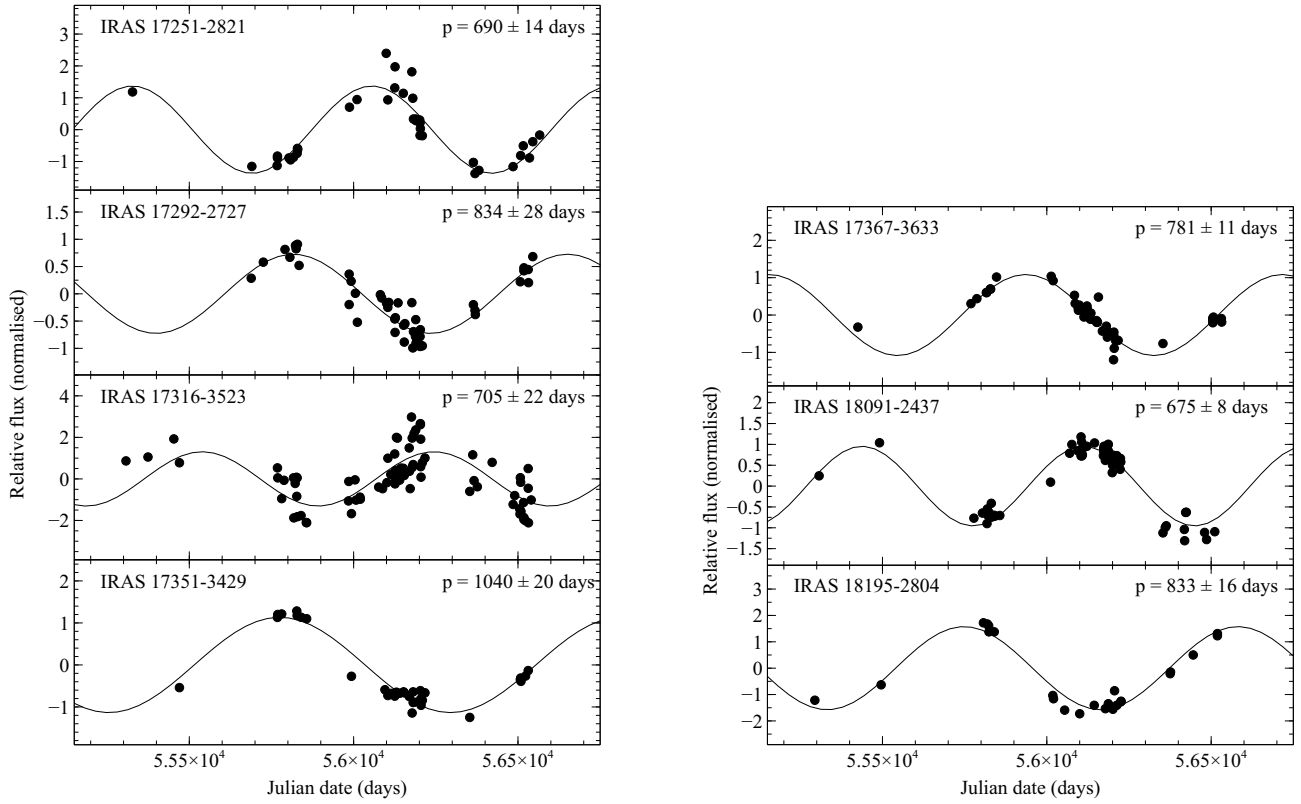 IRAS 17251-2821 p = 690 ± 14 days
3
2
1
0
−1
IRAS 17292-2727 p = 834 ± 28 days
1.5
1
0.5
0
−0.5
−1
IRAS 17316-3523 p = 705 ± 22 days
4
2
0
−2
IRAS 17351-3429 p = 1040 ± 20 days
2
1
0
−1
5.55×10⁴ 5.6×10⁴ 5.65×10⁴
Julian date (days)
Relative flux (normalised)
IRAS 17367-3633 p = 781 ± 11 days
2
1
0
−1
IRAS 18091-2437 p = 675 ± 8 days
2
1.5
1
0.5
0
−0.5
−1
−1.5
IRAS 18195-2804 p = 833 ± 16 days
3
2
1
0
−1
−2
5.55×10⁴ 5.6×10⁴ 5.65×10⁴
Julian date (days)
Relative flux (normalised)